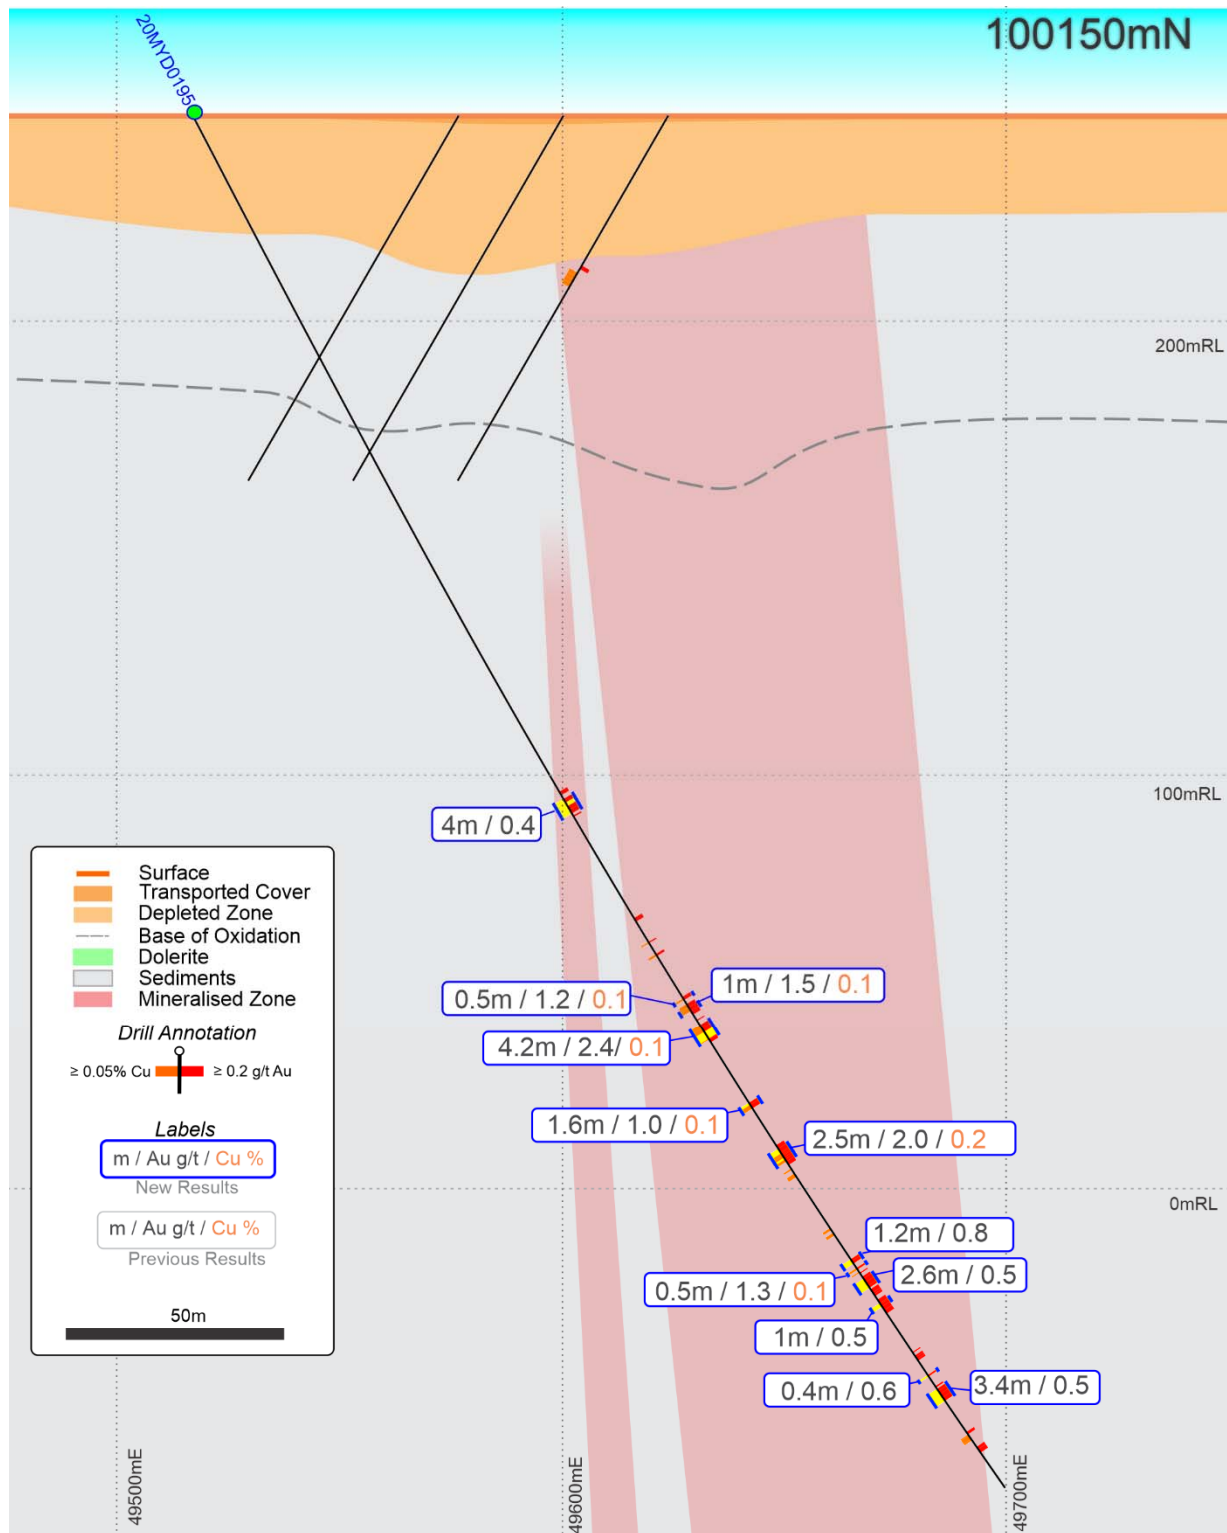 100150mN
20MYD0195
200mRL
100mRL
4m / 0.4
Surface
Transported Cover
Depleted Zone
Base of Oxidation
Dolerite
Sediments
Mineralised Zone
Drill Annotation
≥ 0.05% Cu
≥ 0.2 g/t Au
Labels
m / Au g/t / Cu %
New Results
m / Au g/t / Cu %
Previous Results
50m
0.5m / 1.2 / 0.1
1m / 1.5 / 0.1
4.2m / 2.4/ 0.1
1.6m / 1.0 / 0.1
2.5m / 2.0 / 0.2
0mRL
1.2m / 0.8
2.6m / 0.5
0.5m / 1.3 / 0.1
1m / 0.5
0.4m / 0.6
3.4m / 0.5
49500mE
49600mE
49700mE